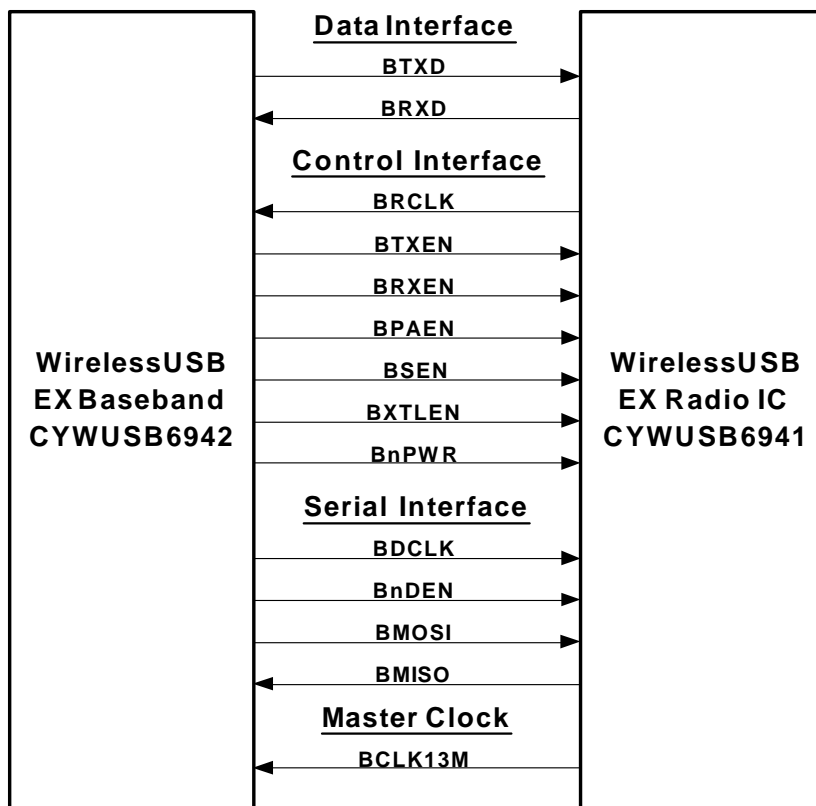 Data Interface
BTXD
BRXD
Control Interface
BRCLK
BTXEN
BRXEN
BPAEN
BSEN
BXTLEN
BnPWR
WirelessUSB
EX Baseband
CYWUSB6942
WirelessUSB
EX Radio IC
CYWUSB6941
Serial Interface
BDCLK
BnDEN
BMOSI
BMISO
Master Clock
BCLK13M